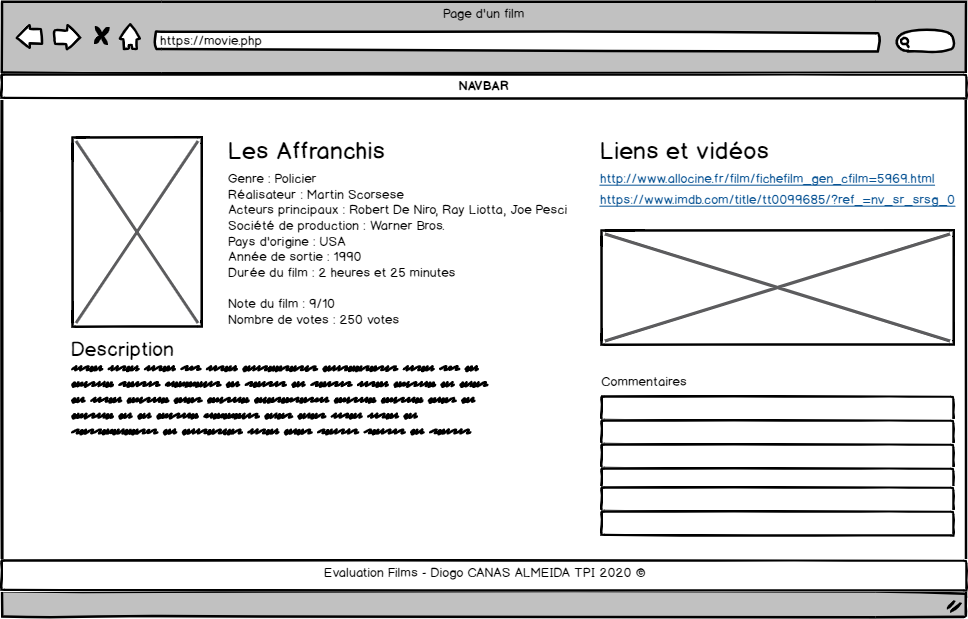 Page d'un film
https://movie.php
NAVBAR
Les Affranchis
Genre : Policier
Réalisateur : Martin Scorsese
Acteurs principaux : Robert De Niro, Ray Liotta, Joe Pesci
Société de production : Warner Bros.
Pays d'origine : USA
Année de sortie : 1990
Durée du film : 2 heures et 25 minutes
Note du film : 9/10
Nombre de votes : 250 votes
Description
Liens et vidéos
http://www.allocine.fr/film/fichefilm_gen_cfilm=5969.html
https://www.imdb.com/title/tt0099685/?ref_=nv_sr_srsg_0
Commentaires
Evaluation Films - Diogo CANAS ALMEIDA TPI 2020 ©